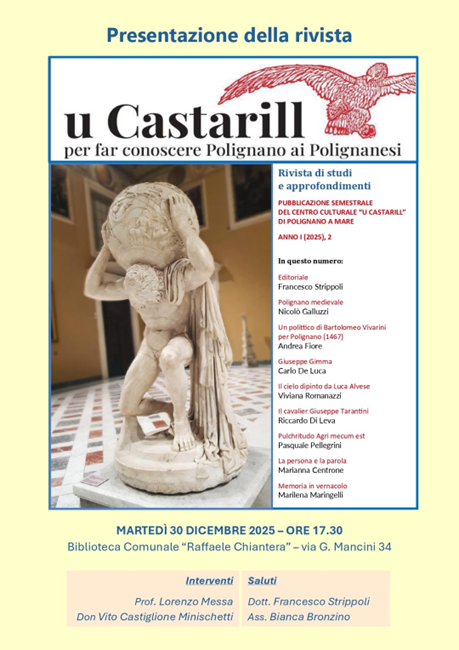 Presentazione della rivista
u Castarill
per far conoscere Polignano ai Polignanesi
Rivista di studi
e approfondimenti
PUBBLICAZIONE SEMESTRALE
DEL CENTRO CULTURALE “U CASTARILL”
DI POLIGNANO A MARE
ANNO I (2025), 2
In questo numero:
Editoriale
Francesco Strippoli
Polignano medievale
Nicolò Galluzzi
Un polittico di Bartolomeo Vivarini
per Polignano (1467)
Andrea Fiore
Giuseppe Gimma
Carlo De Luca
Il cielo dipinto da Luca Alvese
Viviana Romanazzi
Il cavalier Giuseppe Tarantini
Riccardo Di Leva
Pulchritudo Agri mecum est
Pasquale Pellegrini
La persona e la parola
Marianna Centrone
Memoria in vernacolo
Marilena Maringelli
MARTEDÌ 30 DICEMBRE 2025 – ORE 17.30
Biblioteca Comunale “Raffaele Chiantera” – via G. Mancini 34
Interventi
Prof. Lorenzo Messa
Don Vito Castiglione Minischetti
Saluti
Dott. Francesco Strippoli
Ass. Bianca Bronzino